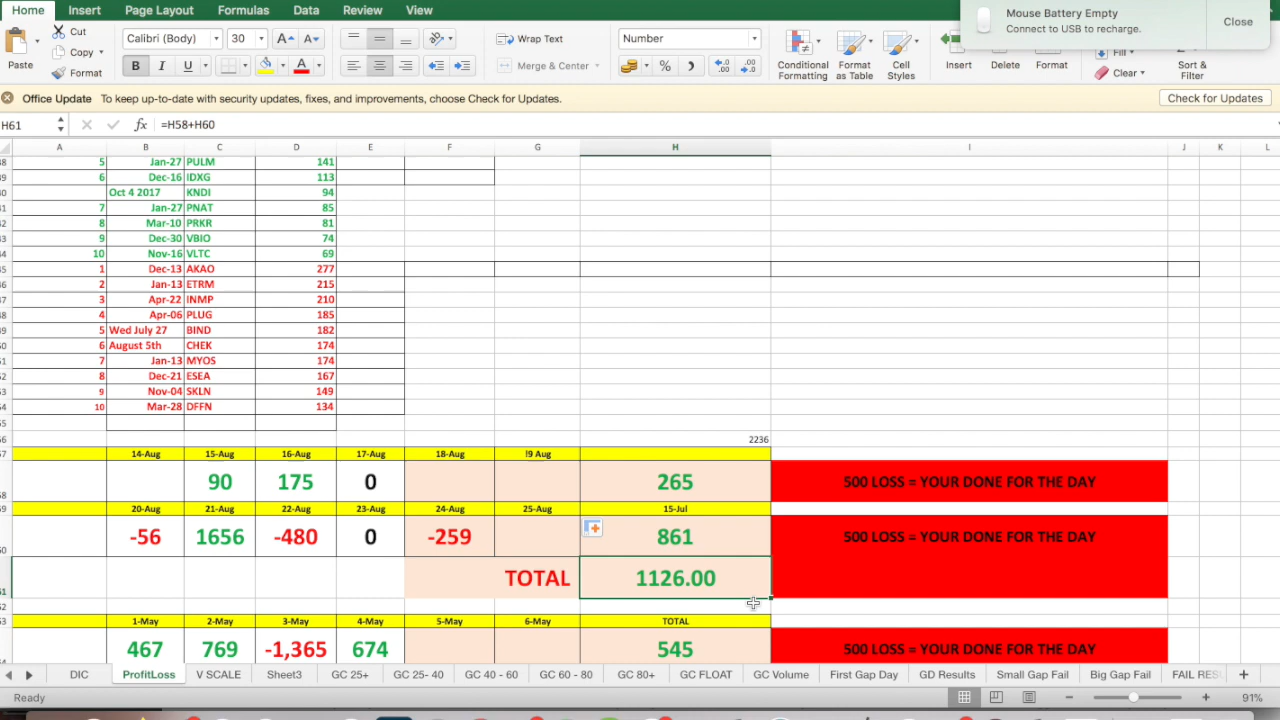 Home Insert Page Layout Formulas Data Review View
Mouse Battery Empty
Connect to USB to recharge.
Close
Paste
Cut
Copy
Format
Calibri (Body) 30 A A
B I U A
Wrap Text
Merge & Center
Number
%
Conditional Formatting
Format as Table
Cell Styles
Insert
Delete
Format
Fill
Clear
Sort & Filter
Office Update To keep up-to-date with security updates, fixes, and improvements, choose Check for Updates.
Check for Updates
H61 fx =H58+H60
A B C D E F G H I J K L
5 Jan-27 PULM 141
6 Dec-16 IDXG 113
Oct 4 2017 KNDI 94
7 Jan-27 PNAT 85
8 Mar-10 PRKR 81
9 Dec-30 VBIO 74
10 Nov-16 VLTC 69
1 Dec-13 AKAO 277
2 Jan-13 ETRM 215
3 Apr-22 INMP 210
4 Apr-06 PLUG 185
5 Wed July 27 BIND 182
6 August 5th CHEK 174
7 Jan-13 MYOS 174
8 Dec-21 ESEA 167
9 Nov-04 SKLN 149
10 Mar-28 DFFN 134
2236
14-Aug 15-Aug 16-Aug 17-Aug 18-Aug !9 Aug
90 175 0 265 500 LOSS = YOUR DONE FOR THE DAY
20-Aug 21-Aug 22-Aug 23-Aug 24-Aug 25-Aug 15-Jul
-56 1656 -480 0 -259 861 500 LOSS = YOUR DONE FOR THE DAY
TOTAL 1126.00
1-May 2-May 3-May 4-May 5-May 6-May TOTAL
467 769 -1,365 674 545 500 LOSS = YOUR DONE FOR THE DAY
DIC ProfitLoss V SCALE Sheet3 GC 25+ GC 25- 40 GC 40 - 60 GC 60 - 80 GC 80+ GC FLOAT GC Volume First Gap Day GD Results Small Gap Fail Big Gap Fail FAIL RES
Ready
91%